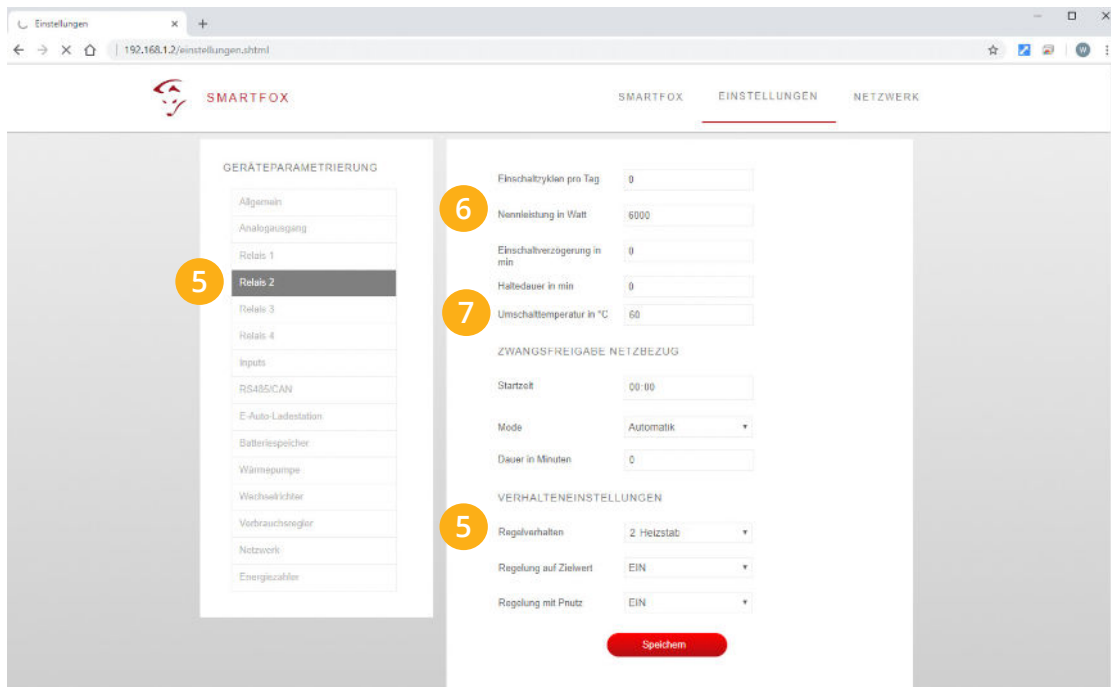 Einstellungen
192.168.1.2/einstellungen.shtml
W
SMARTFOX
SMARTFOX EINSTELLUNGEN NETZWERK
GERÄTEPARAMETRIERUNG
Allgemein
Analogausgang
Relais 1
5 Relais 2
Relais 3
Relais 4
Inputs
RS485/CAN
E-Auto-Ladestation
Batteriespeicher
Wärmepumpe
Wechselrichter
Verbrauchsregler
Netzwerk
Energiezähler
Einschaltzyklen pro Tag 0
6 Nennleistung in Watt 6000
Einschaltverzögerung in
min 0
Haltedauer in min 0
7 Umschalttemperatur in °C 60
ZWANGSFREIGABE NETZBEZUG
Startzeit 00:00
Mode Automatik
Dauer in Minuten 0
VERHALTENEINSTELLUNGEN
5 Regelverhalten 2 Heizstab
Regelung auf Zielwert EIN
Regelung mit Pnutz EIN
Speichern